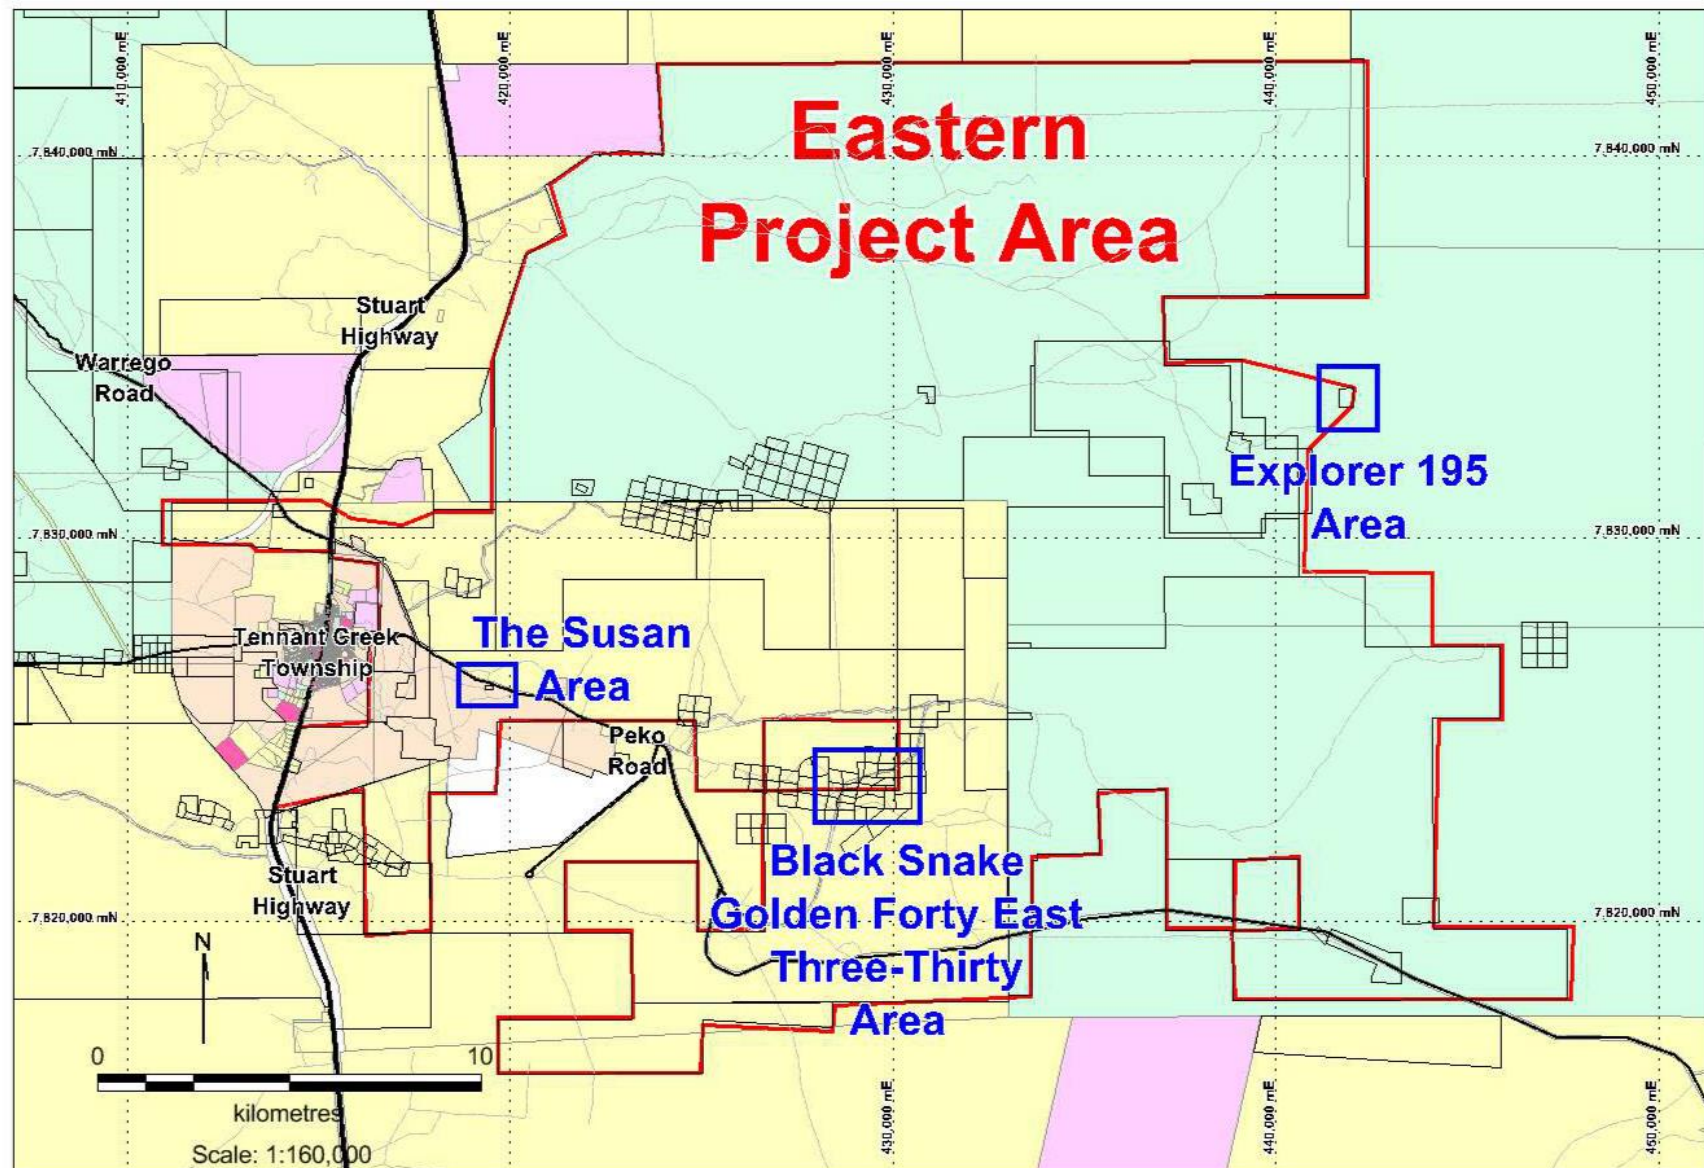 410,000 mE
420,000 mE
430,000 mE
440,000 mE
450,000 mE
Eastern
Project Area
7,840,000 mN
7,840,000 mN
Stuart
Highway
Warrego
Road
Explorer 195
Area
7,830,000 mN
7,830,000 mN
The Susan
Area
Tennant Creek
Township
Peko
Road
Black Snake
Golden Forty East
Three-Thirty
Area
Stuart
Highway
7,820,000 mN
7,820,000 mN
N
0 10
kilometres
Scale: 1:160,000
430,000 mE
440,000 mE
450,000 mE